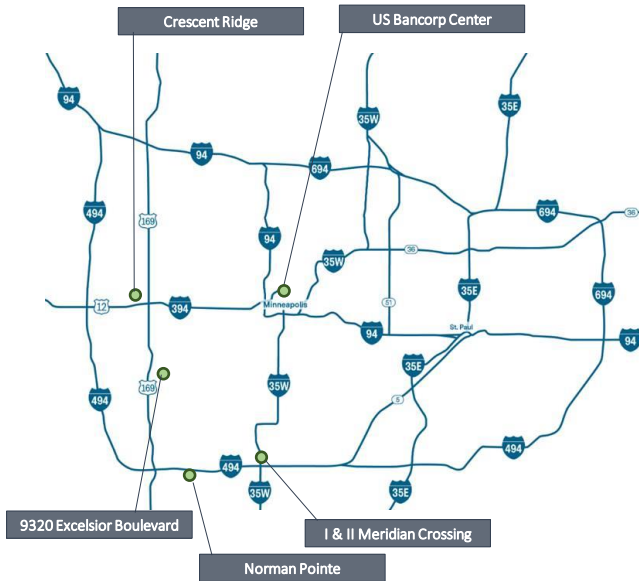 Crescent Ridge
US Bancorp Center
94
35W
35E
94
694
494
694
169
94
36
36
35W
35E
694
12
394
Minneapolis
51
94
St. Paul
94
35E
169
35W
494
5
494
494
35W
35E
9320 Excelsior Boulevard
I & II Meridian Crossing
Norman Pointe